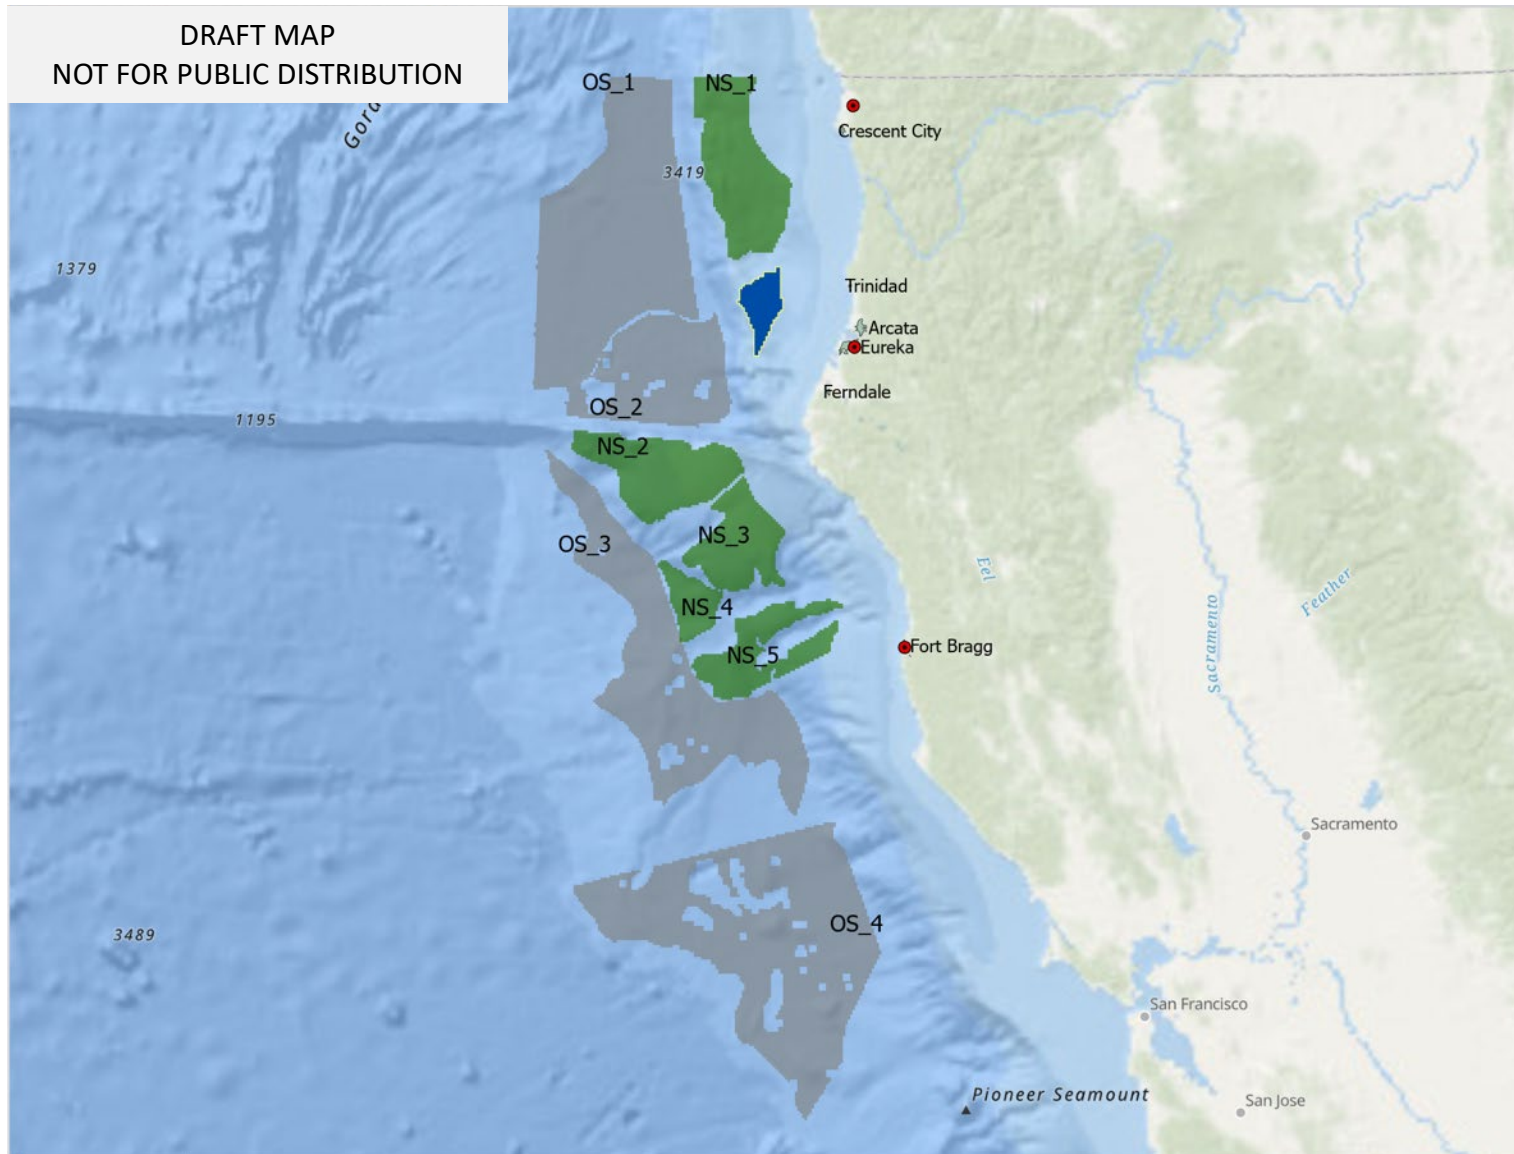 DRAFT MAP
NOT FOR PUBLIC DISTRIBUTION
OS_1
NS_1
Crescent City
3419
1379
Trinidad
Arcata
Eureka
Ferndale
OS_2
1195
NS_2
NS_3
OS_3
Eel
NS_4
Sacramento
Feather
NS_5
Fort Bragg
Sacramento
OS_4
3489
San Francisco
Pioneer Seamount
San Jose